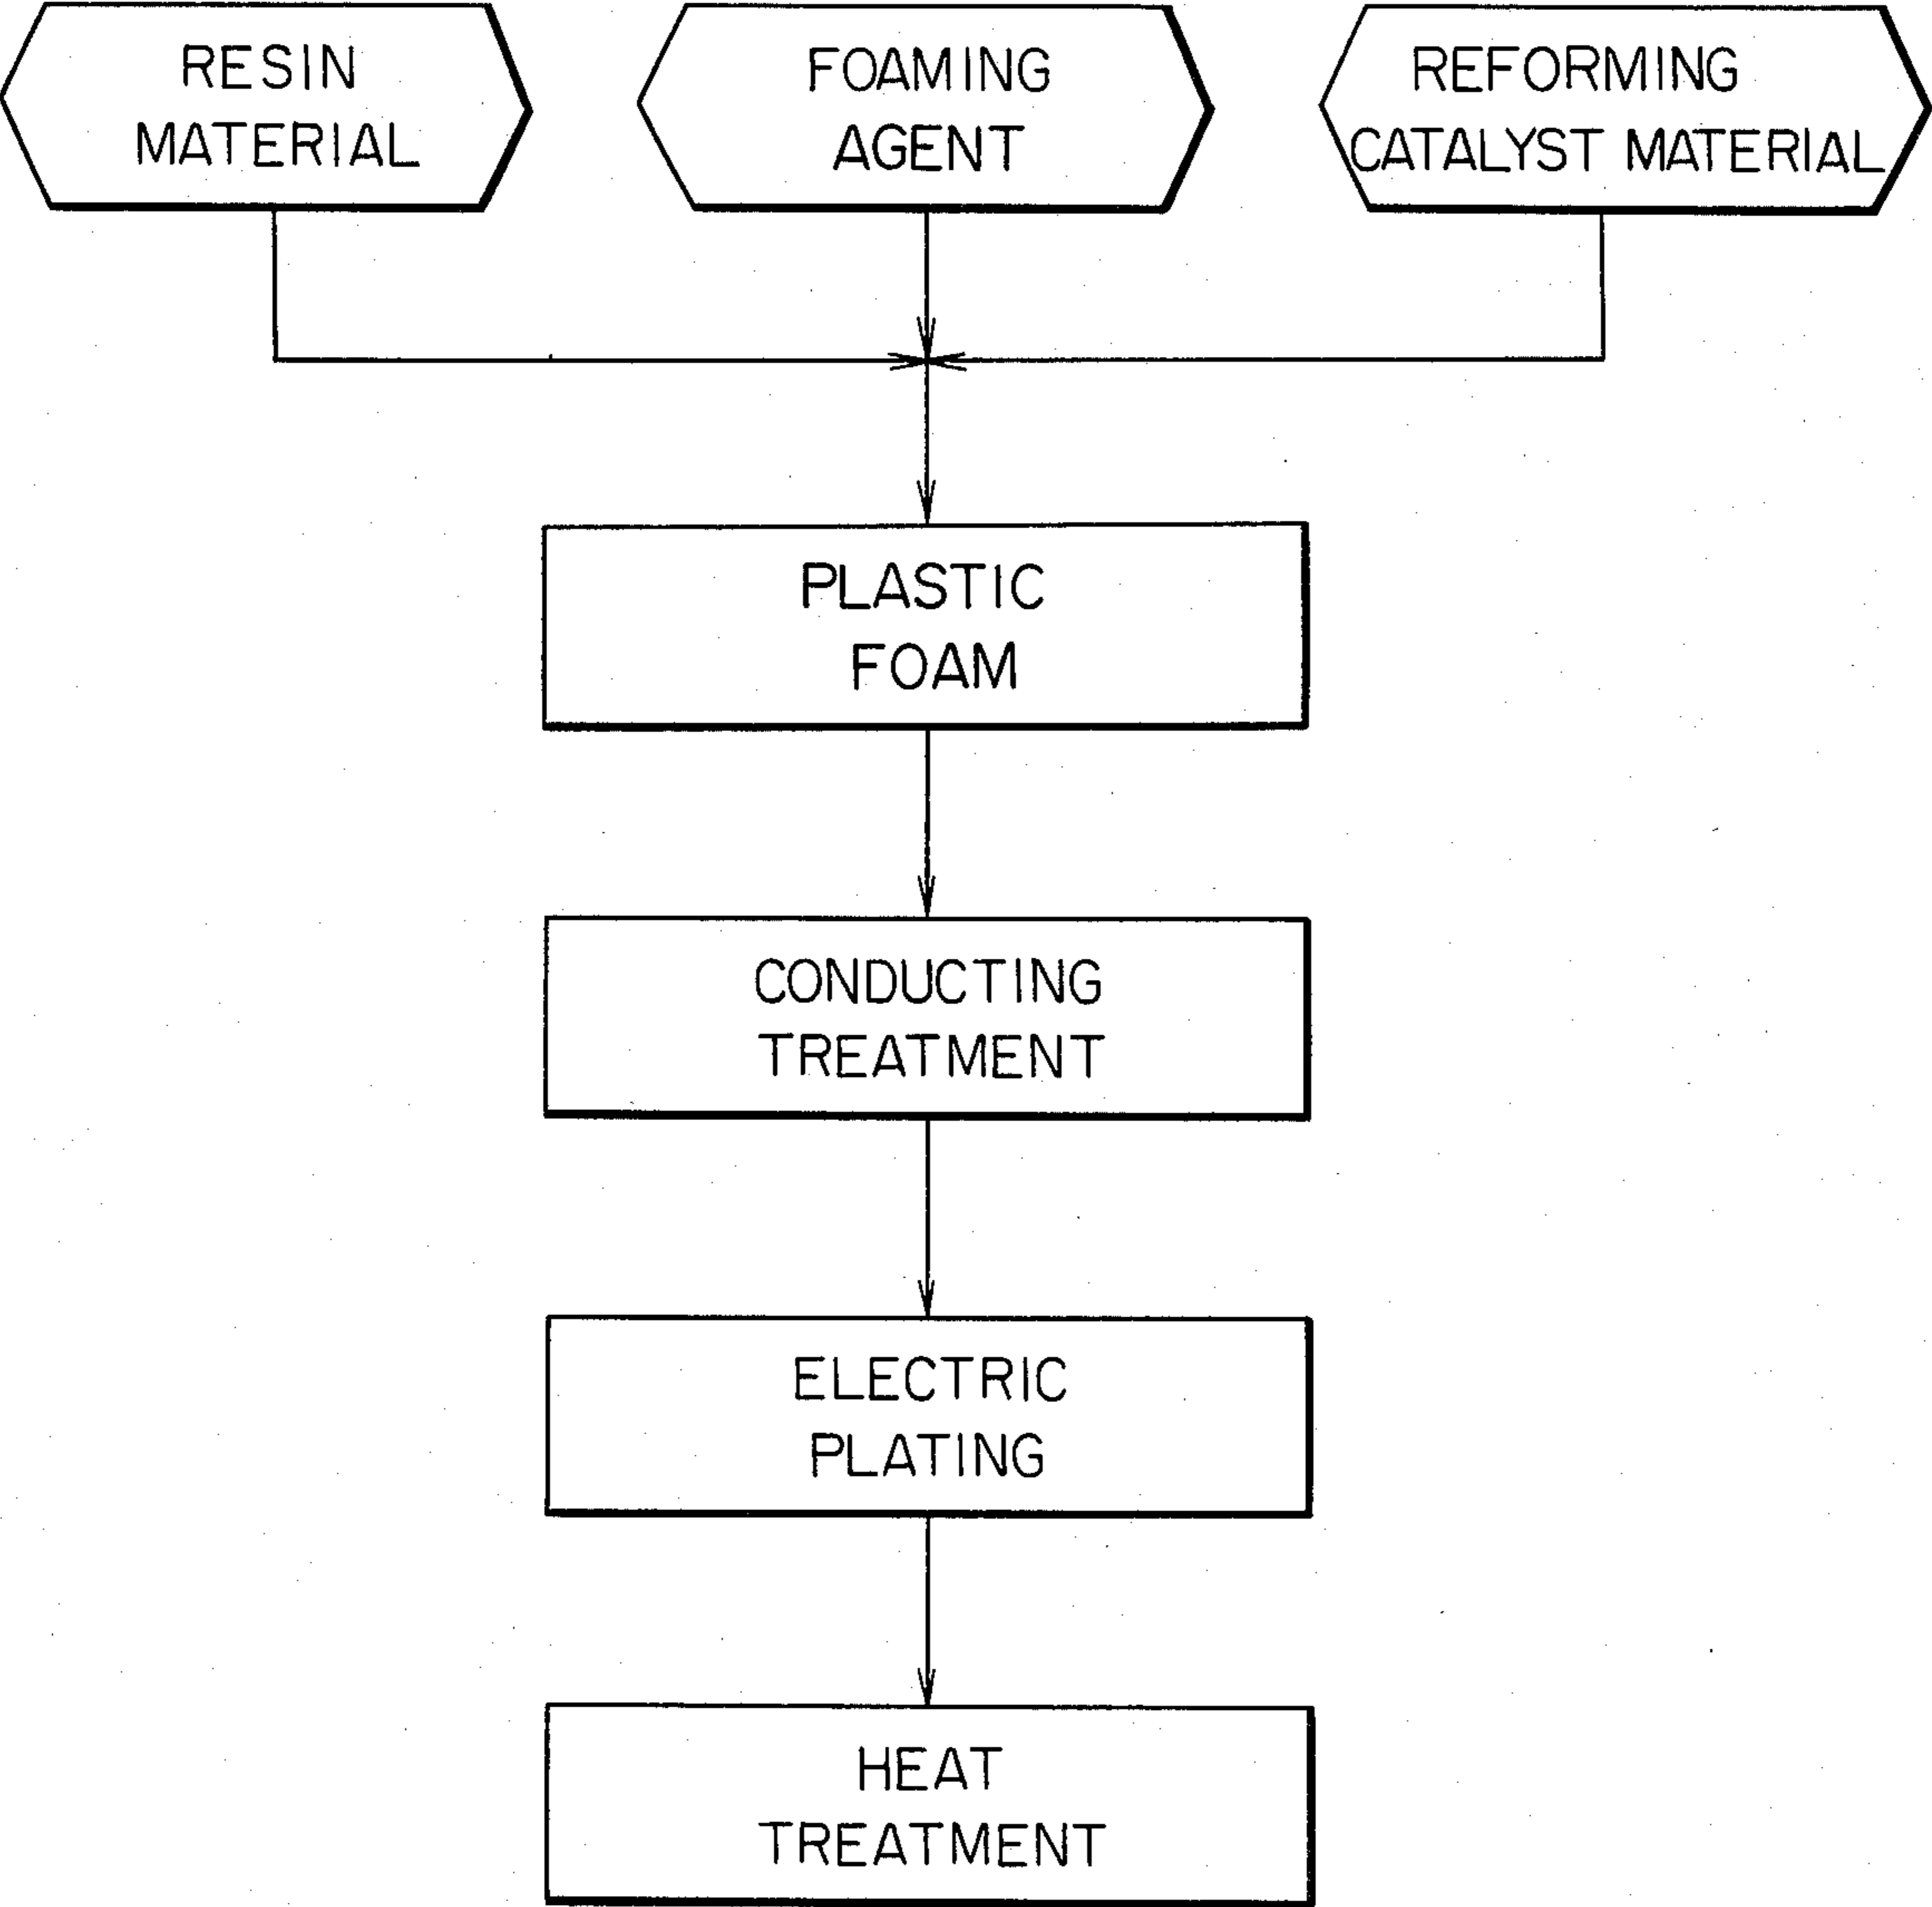 RESIN
MATERIAL
FOAMING
AGENT
REFORMING
CATALYST MATERIAL
PLASTIC
FOAM
CONDUCTING
TREATMENT
ELECTRIC
PLATING
HEAT
TREATMENT